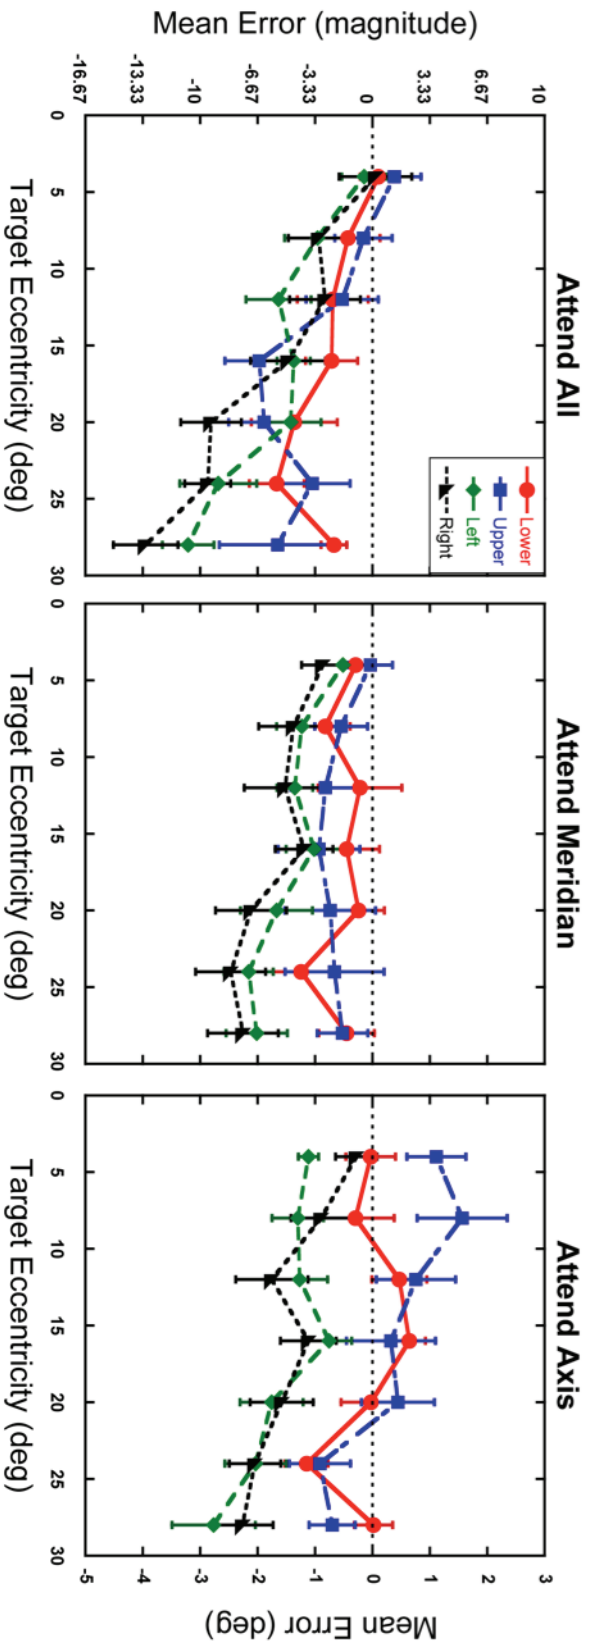 Attend All
Attend Meridian
Attend Axis
Mean Error (magnitude)
10
6.67
3.33
0
-3.33
-6.67
-10
-13.33
-16.67
Lower
Upper
Left
Right
0 5 10 15 20 25 30
0 5 10 15 20 25 30
0 5 10 15 20 25 30
Target Eccentricity (deg)
Target Eccentricity (deg)
Target Eccentricity (deg)
3
2
1
0
-1
-2
-3
-4
-5
Mean Error (deg)